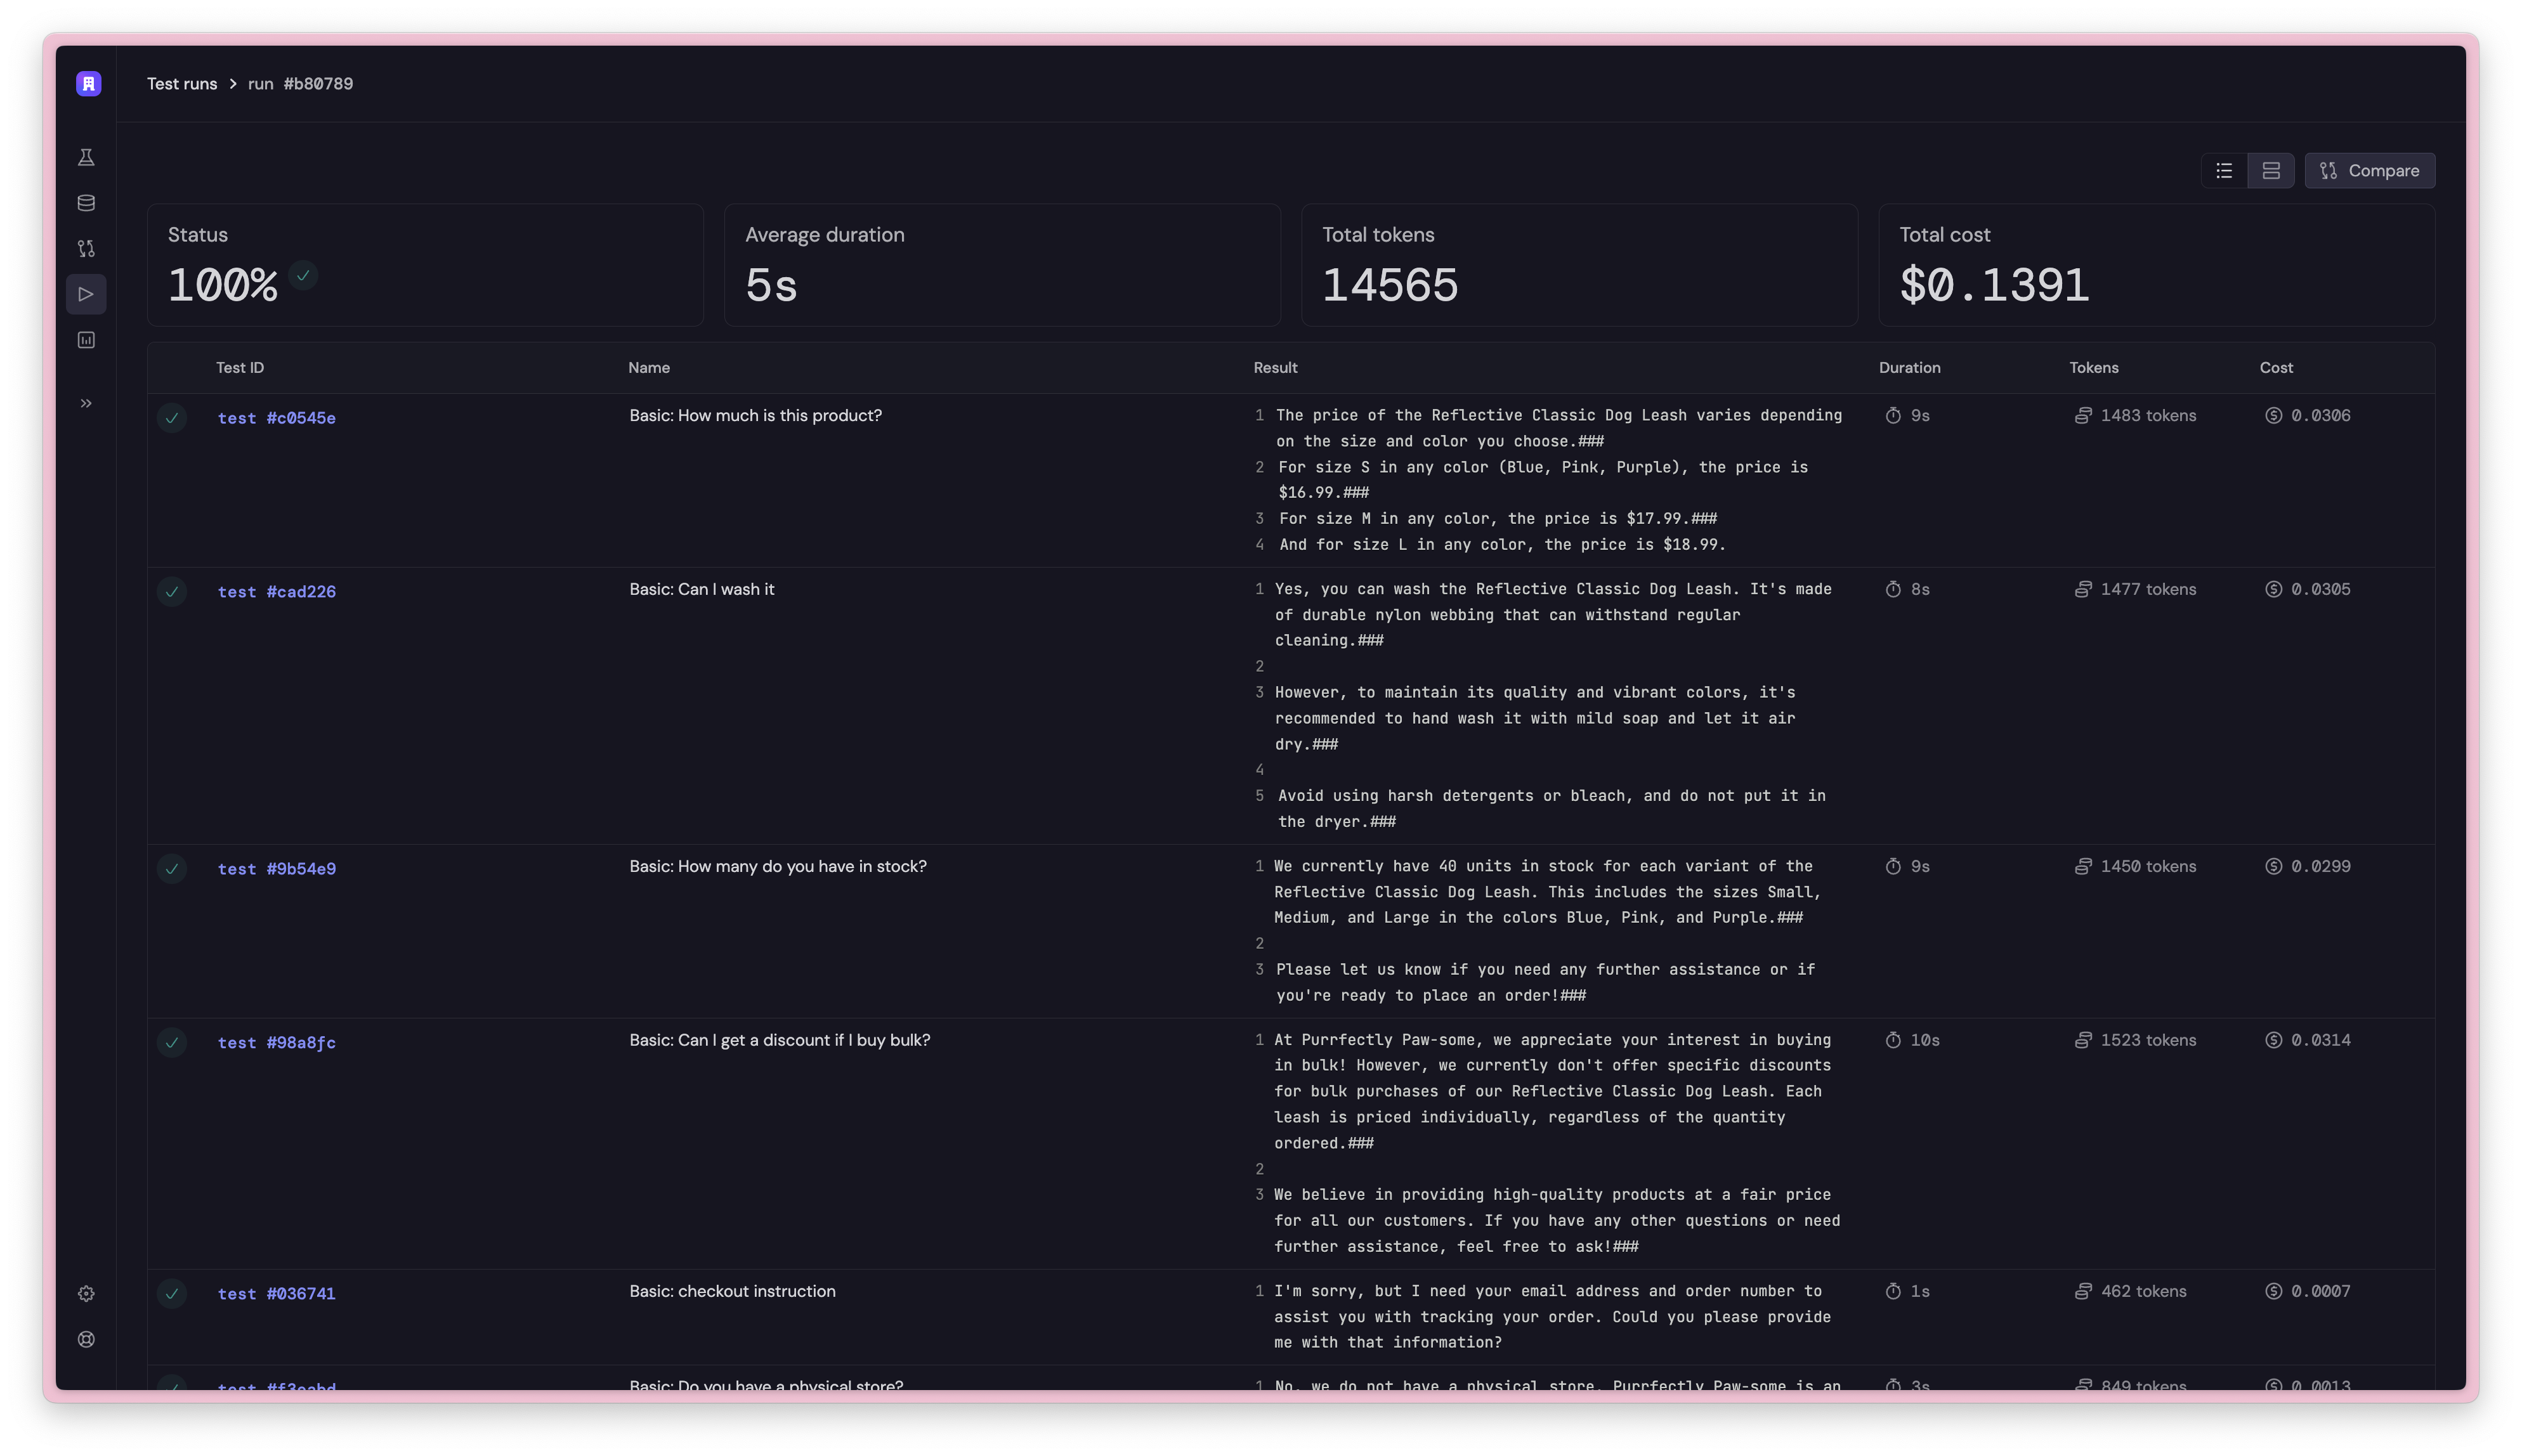 Test runs > run #b80789
Compare
Status
100%
Average duration
5s
Total tokens
14565
Total cost
$0.1391
Test ID Name Result Duration Tokens Cost
test #c0545e Basic: How much is this product? 1 The price of the Reflective Classic Dog Leash varies depending 9s 1483 tokens 0.0306
on the size and color you choose.###
2 For size S in any color (Blue, Pink, Purple), the price is
$16.99.###
3 For size M in any color, the price is $17.99.###
4 And for size L in any color, the price is $18.99.
test #cad226 Basic: Can I wash it 1 Yes, you can wash the Reflective Classic Dog Leash. It's made 8s 1477 tokens 0.0305
of durable nylon webbing that can withstand regular
cleaning.###
2
3 However, to maintain its quality and vibrant colors, it's
recommended to hand wash it with mild soap and let it air
dry.###
4
5 Avoid using harsh detergents or bleach, and do not put it in
the dryer.###
test #9b54e9 Basic: How many do you have in stock? 1 We currently have 40 units in stock for each variant of the 9s 1450 tokens 0.0299
Reflective Classic Dog Leash. This includes the sizes Small,
Medium, and Large in the colors Blue, Pink, and Purple.###
2
3 Please let us know if you need any further assistance or if
you're ready to place an order!###
test #98a8fc Basic: Can I get a discount if I buy bulk? 1 At Purrfectly Paw-some, we appreciate your interest in buying 10s 1523 tokens 0.0314
in bulk! However, we currently don't offer specific discounts
for bulk purchases of our Reflective Classic Dog Leash. Each
leash is priced individually, regardless of the quantity
ordered.###
2
3 We believe in providing high-quality products at a fair price
for all our customers. If you have any other questions or need
further assistance, feel free to ask!###
test #036741 Basic: checkout instruction 1 I'm sorry, but I need your email address and order number to 1s 462 tokens 0.0007
assist you with tracking your order. Could you please provide
me with that information?
test #f3eabd Basic: Do you have a physical store? 1 No, we do not have a physical store. Purrfectly Paw-some is an 3s 849 tokens 0.0013